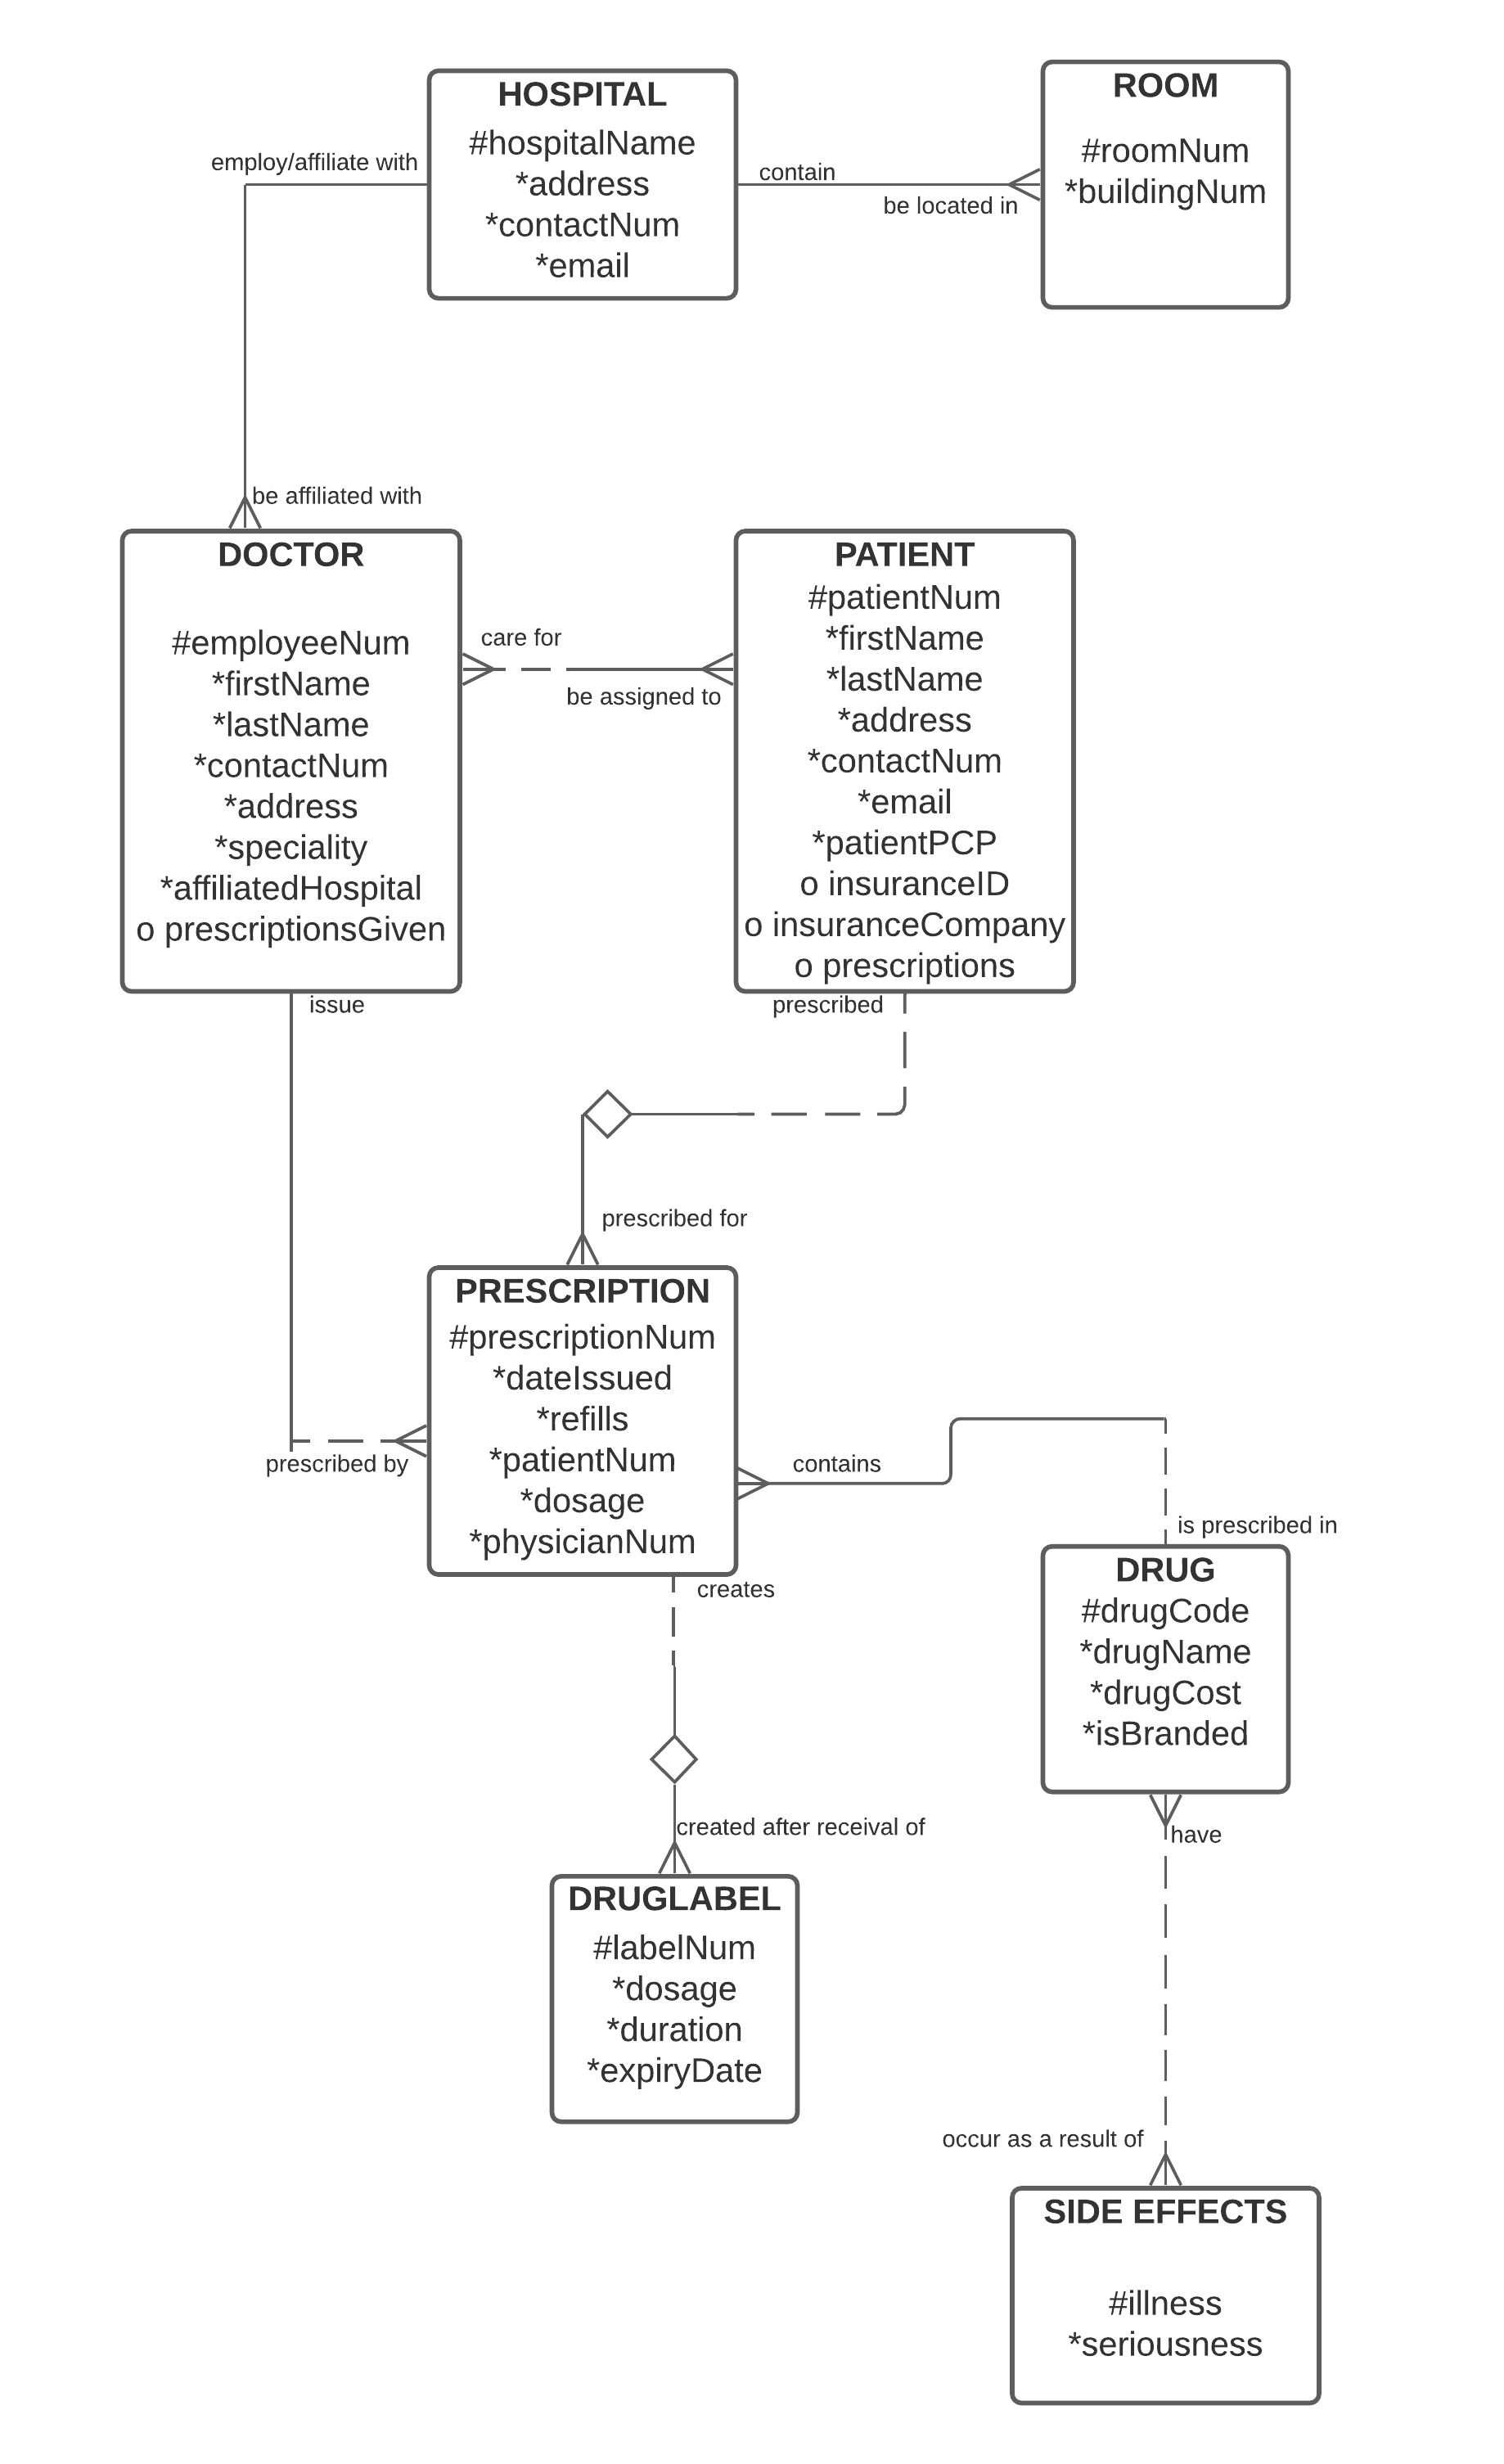 HOSPITAL
#hospitalName
*address
*contactNum
*email
ROOM
#roomNum
*buildingNum
employ/affiliate with
contain
be located in
be affiliated with
DOCTOR
#employeeNum
*firstName
*lastName
*contactNum
*address
*speciality
*affiliatedHospital
o prescriptionsGiven
care for
be assigned to
PATIENT
#patientNum
*firstName
*lastName
*address
*contactNum
*email
*patientPCP
o insuranceID
o insuranceCompany
o prescriptions
issue
prescribed
prescribed for
PRESCRIPTION
#prescriptionNum
*dateIssued
*refills
*patientNum
*dosage
*physicianNum
prescribed by
contains
is prescribed in
DRUG
#drugCode
*drugName
*drugCost
*isBranded
creates
created after receival of
have
DRUGLABEL
#labelNum
*dosage
*duration
*expiryDate
occur as a result of
SIDE EFFECTS
#illness
*seriousness